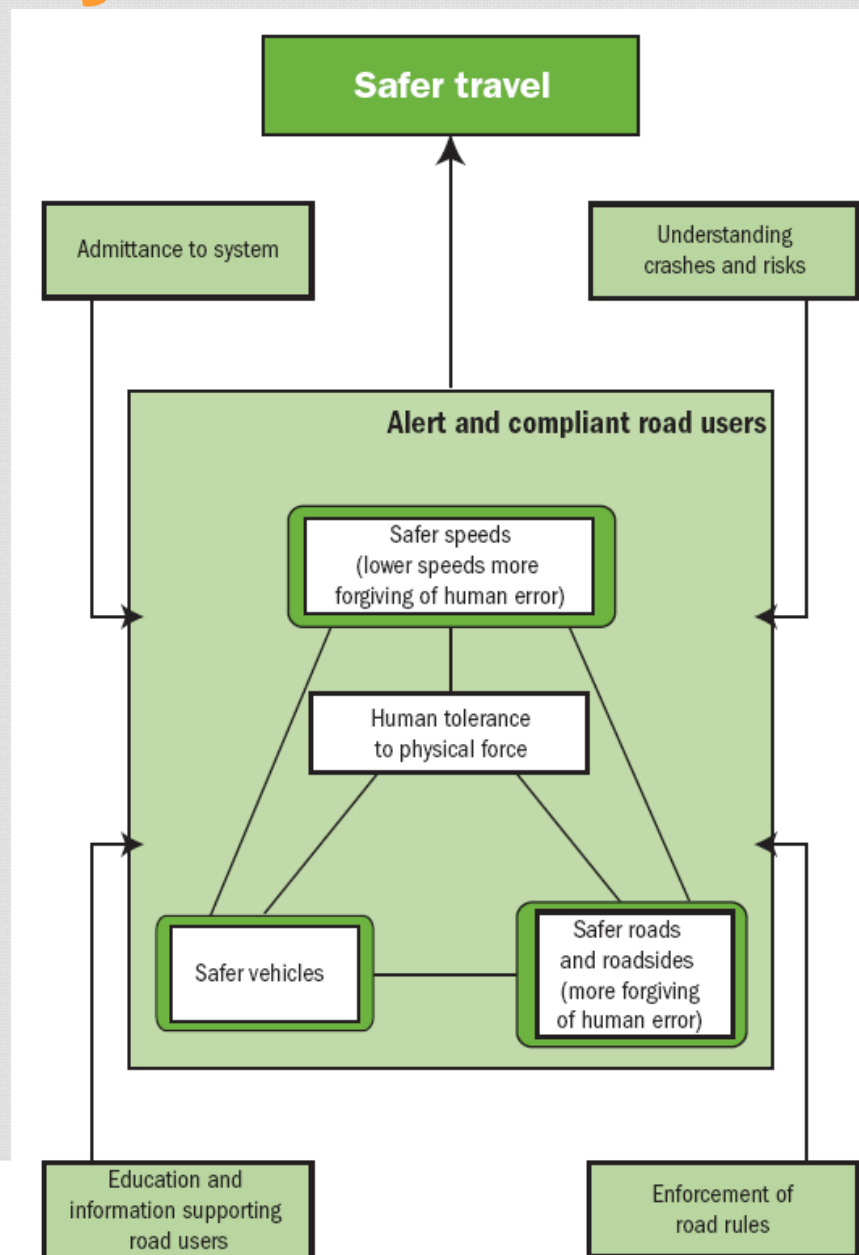 Safer travel
Admittance to system
Understanding
crashes and risks
Alert and compliant road users
Safer speeds
(lower speeds more
forgiving of human error)
Human tolerance
to physical force
Safer vehicles
Safer roads
and roadsides
(more forgiving
of human error)
Education and
information supporting
road users
Enforcement of
road rules